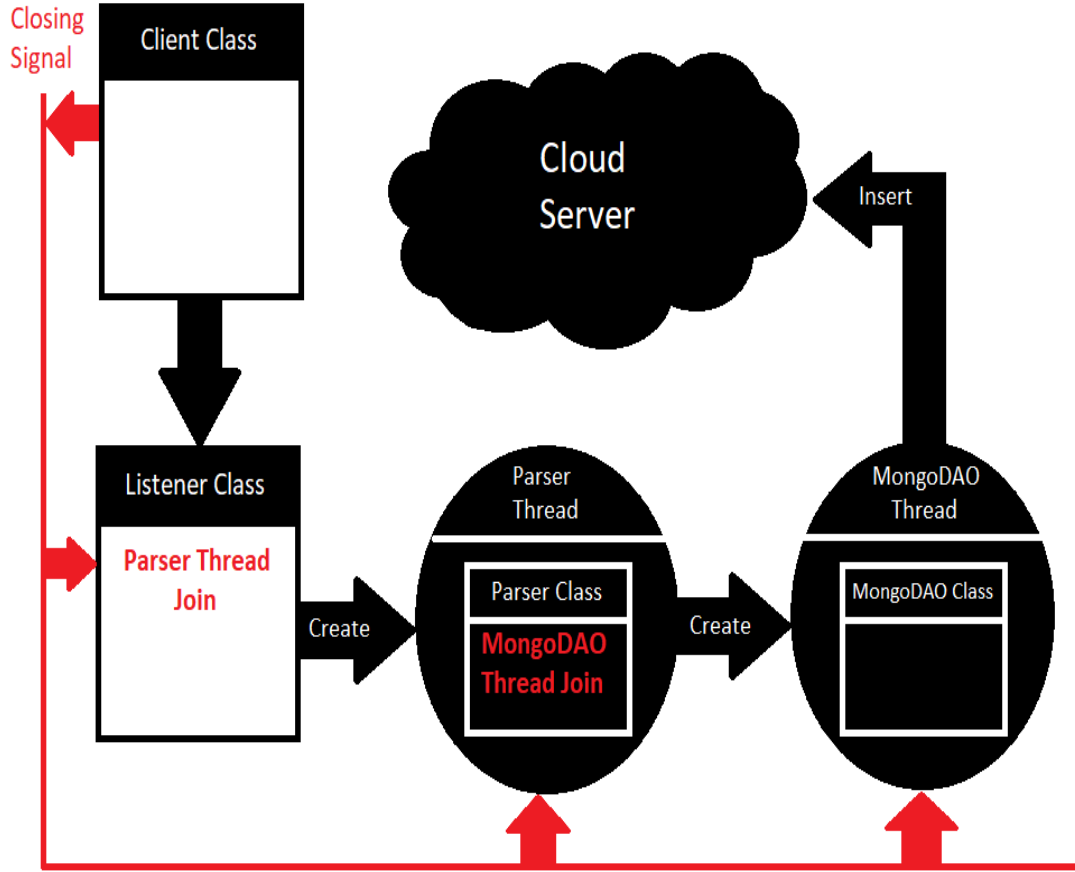 Closing
Signal
Client Class
Cloud
Server
Insert
Listener Class
Parser Thread
Join
Create
Parser
Thread
Parser Class
MongoDAO
Thread Join
Create
MongoDAO
Thread
MongoDAO Class